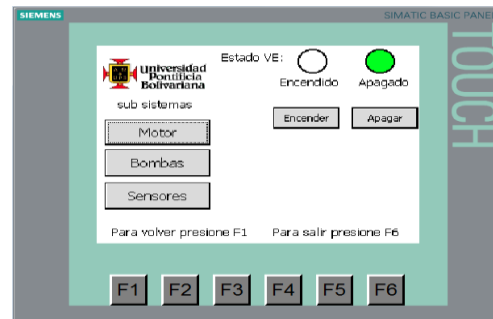 SIEMENS
SIMATIC BASIC PANEL
TOUCH
Universidad
Pontificia
Bolivariana
Estado VE:
Encendido Apagado
sub sistemas
Encender Apagar
Motor
Bombas
Sensores
Para volver presione F1 Para salir presione F6
F1 F2 F3 F4 F5 F6